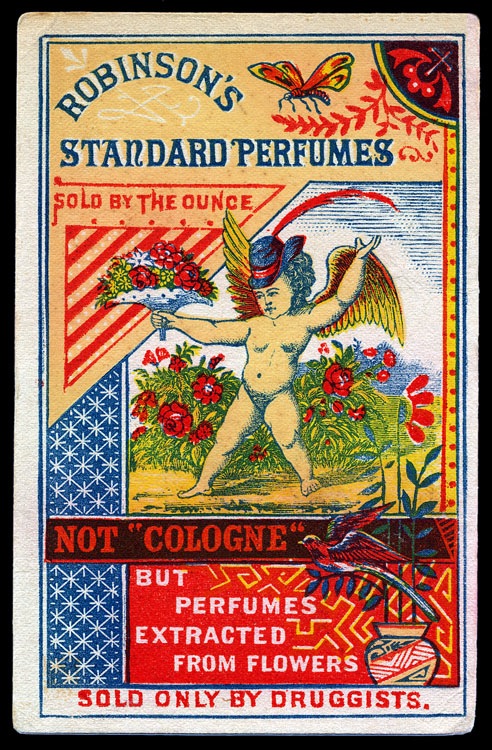 ROBINSON'S
STANDARD PERFUMES
SOLD BY THE OUNCE
NOT "COLOGNE"
BUT
PERFUMES
EXTRACTED
FROM FLOWERS
SOLD ONLY BY DRUGGISTS.